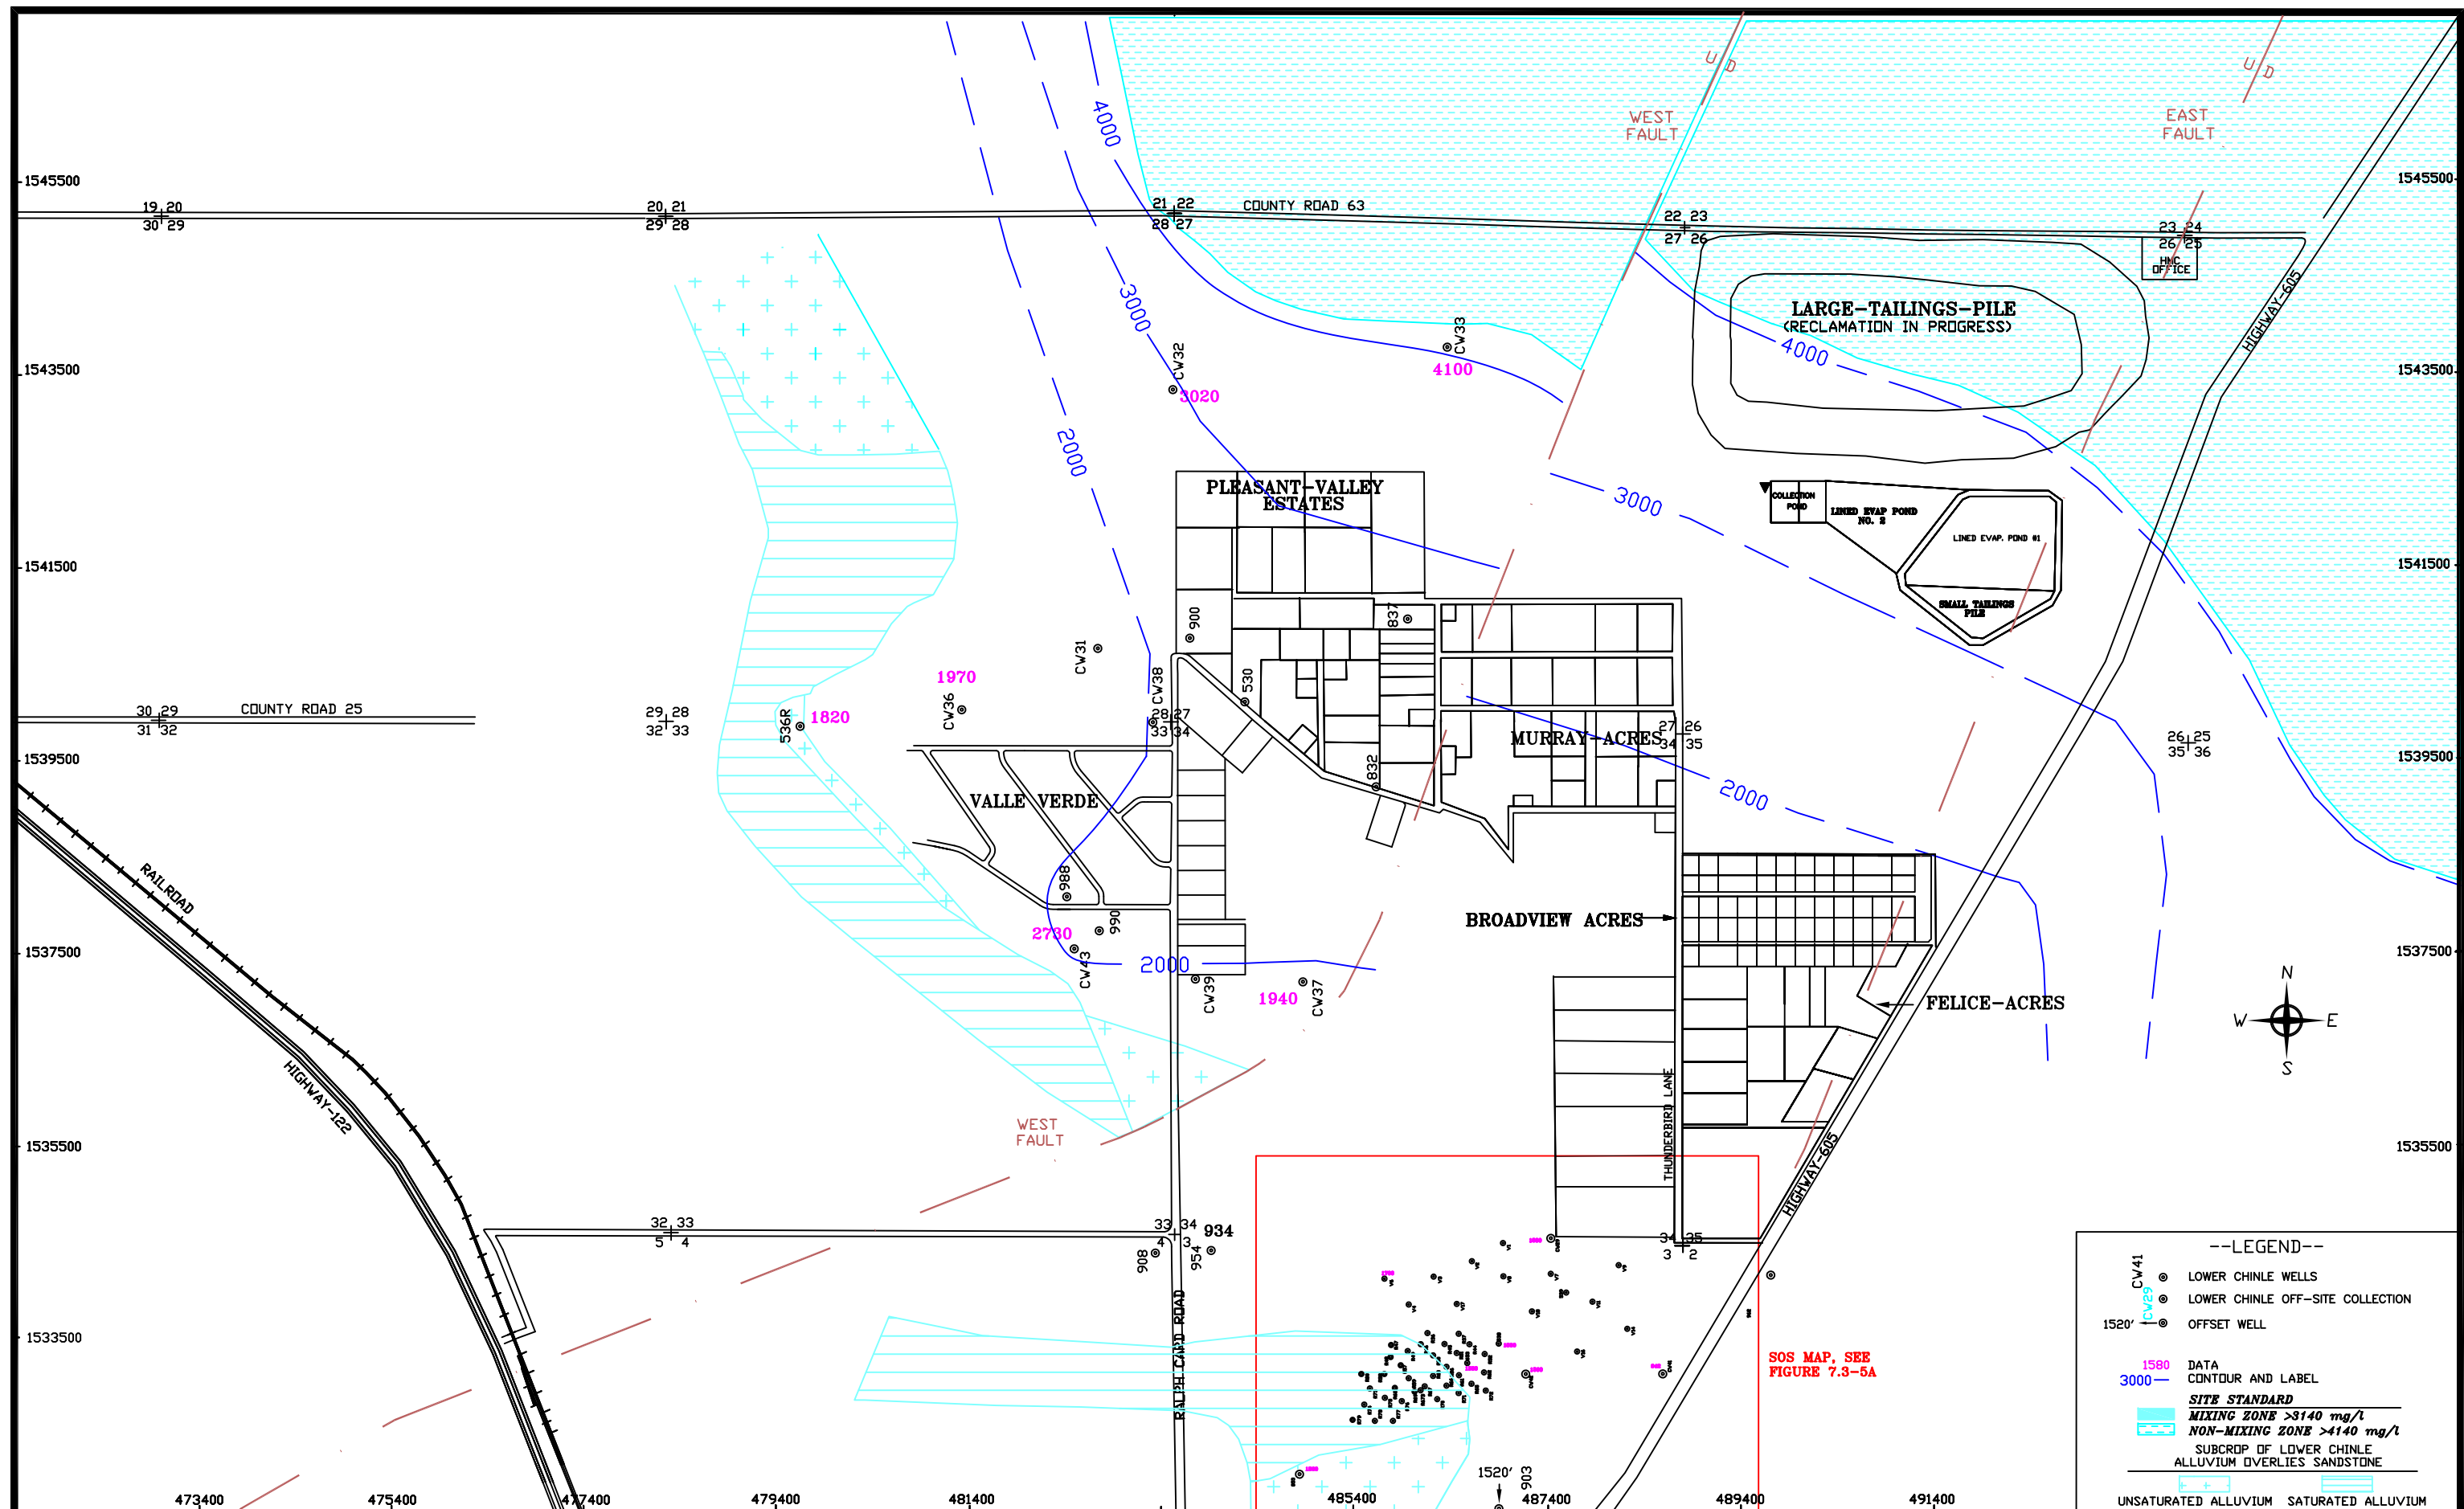 U D
U D
WEST
FAULT
EAST
FAULT
4000
1545500
1545500
19 20
30 29
20 21
29 28
21 22
28 27
COUNTY ROAD 63
22 23
27 26
23 24
26 25
HMC
OFFICE
HIGHWAY-605
LARGE-TAILINGS-PILE
(RECLAMATION IN PROGRESS)
3000
4000
CW33
4100
CW32
3020
1543500
1543500
2000
PLEASANT-VALLEY
ESTATES
3000
COLLECTION
POND
LINED EVAP POND
NO. 2
LINED EVAP. POND #1
SMALL TAILINGS
PILE
1541500
1541500
900
837
CW31
530
CW38
1970
CW36
536R
1820
COUNTY ROAD 25
30 29
31 32
29 28
32 33
28 27
33 34
27 26
34 35
26 25
35 36
MURRAY-ACRES
1539500
1539500
832
2000
VALLE VERDE
RAILROAD
988
990
2730
CW43
2000
CW39
1940
CW37
BROADVIEW ACRES
FELICE-ACRES
1537500
1537500
N
W E
S
HIGHWAY-122
WEST
FAULT
THUNDERBIRD LANE
HIGHWAY-605
1535500
1535500
32 33
5 4
33 34
4 3
934
908
954
34 35
3 2
RALPH CARD ROAD
1533500
SOS MAP, SEE
FIGURE 7.3-5A
1520'
903
--LEGEND--
CW41
LOWER CHINLE WELLS
CW29
LOWER CHINLE OFF-SITE COLLECTION
1520'
OFFSET WELL
1580 DATA
3000 CONTOUR AND LABEL
SITE STANDARD
MIXING ZONE >3140 mg/l
NON-MIXING ZONE >4140 mg/l
SUBCROP OF LOWER CHINLE
ALLUVIUM OVERLIES SANDSTONE
UNSATURATED ALLUVIUM SATURATED ALLUVIUM
473400
475400
477400
479400
481400
485400
487400
489400
491400